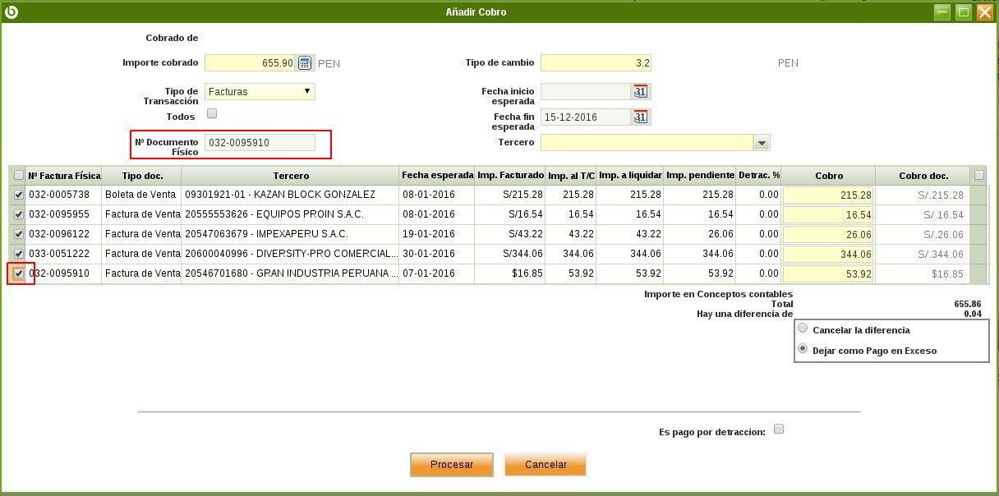 Añadir Cobro
Cobrado de
Importe cobrado 655.90 PEN Tipo de cambio 3.2 PEN
Tipo de Transacción Facturas Fecha inicio esperada 31
Todos Fecha fin esperada 15-12-2016 31
Nº Documento Físico 032-0095910 Tercero
Nº Factura Física Tipo doc. Tercero Fecha esperada Imp. Facturado Imp. al T/C Imp. a liquidar Imp. pendiente Detrac. % Cobro Cobro doc.
032-0005738 Boleta de Venta 09301921-01 - KAZAN BLOCK GONZALEZ 08-01-2016 S/215.28 215.28 215.28 215.28 0.00 215.28 S/.215.28
032-0095955 Factura de Venta 20555553626 - EQUIPOS PROIN S.A.C. 08-01-2016 S/16.54 16.54 16.54 16.54 0.00 16.54 S/.16.54
032-0096122 Factura de Venta 20547063679 - IMPEXAPERU S.A.C. 19-01-2016 S/43.22 43.22 43.22 26.06 0.00 26.06 S/.26.06
033-0051222 Factura de Venta 20600040996 - DIVERSITY-PRO COMERCIAL... 30-01-2016 S/344.06 344.06 344.06 344.06 0.00 344.06 S/.344.06
032-0095910 Factura de Venta 20546701680 - GRAN INDUSTRIA PERUANA ... 07-01-2016 $16.85 53.92 53.92 53.92 0.00 53.92 $16.85
Importe en Conceptos contables
Total 655.86
Hay una diferencia de 0.04
Cancelar la diferencia
Dejar como Pago en Exceso
Es pago por detraccion:
Procesar Cancelar